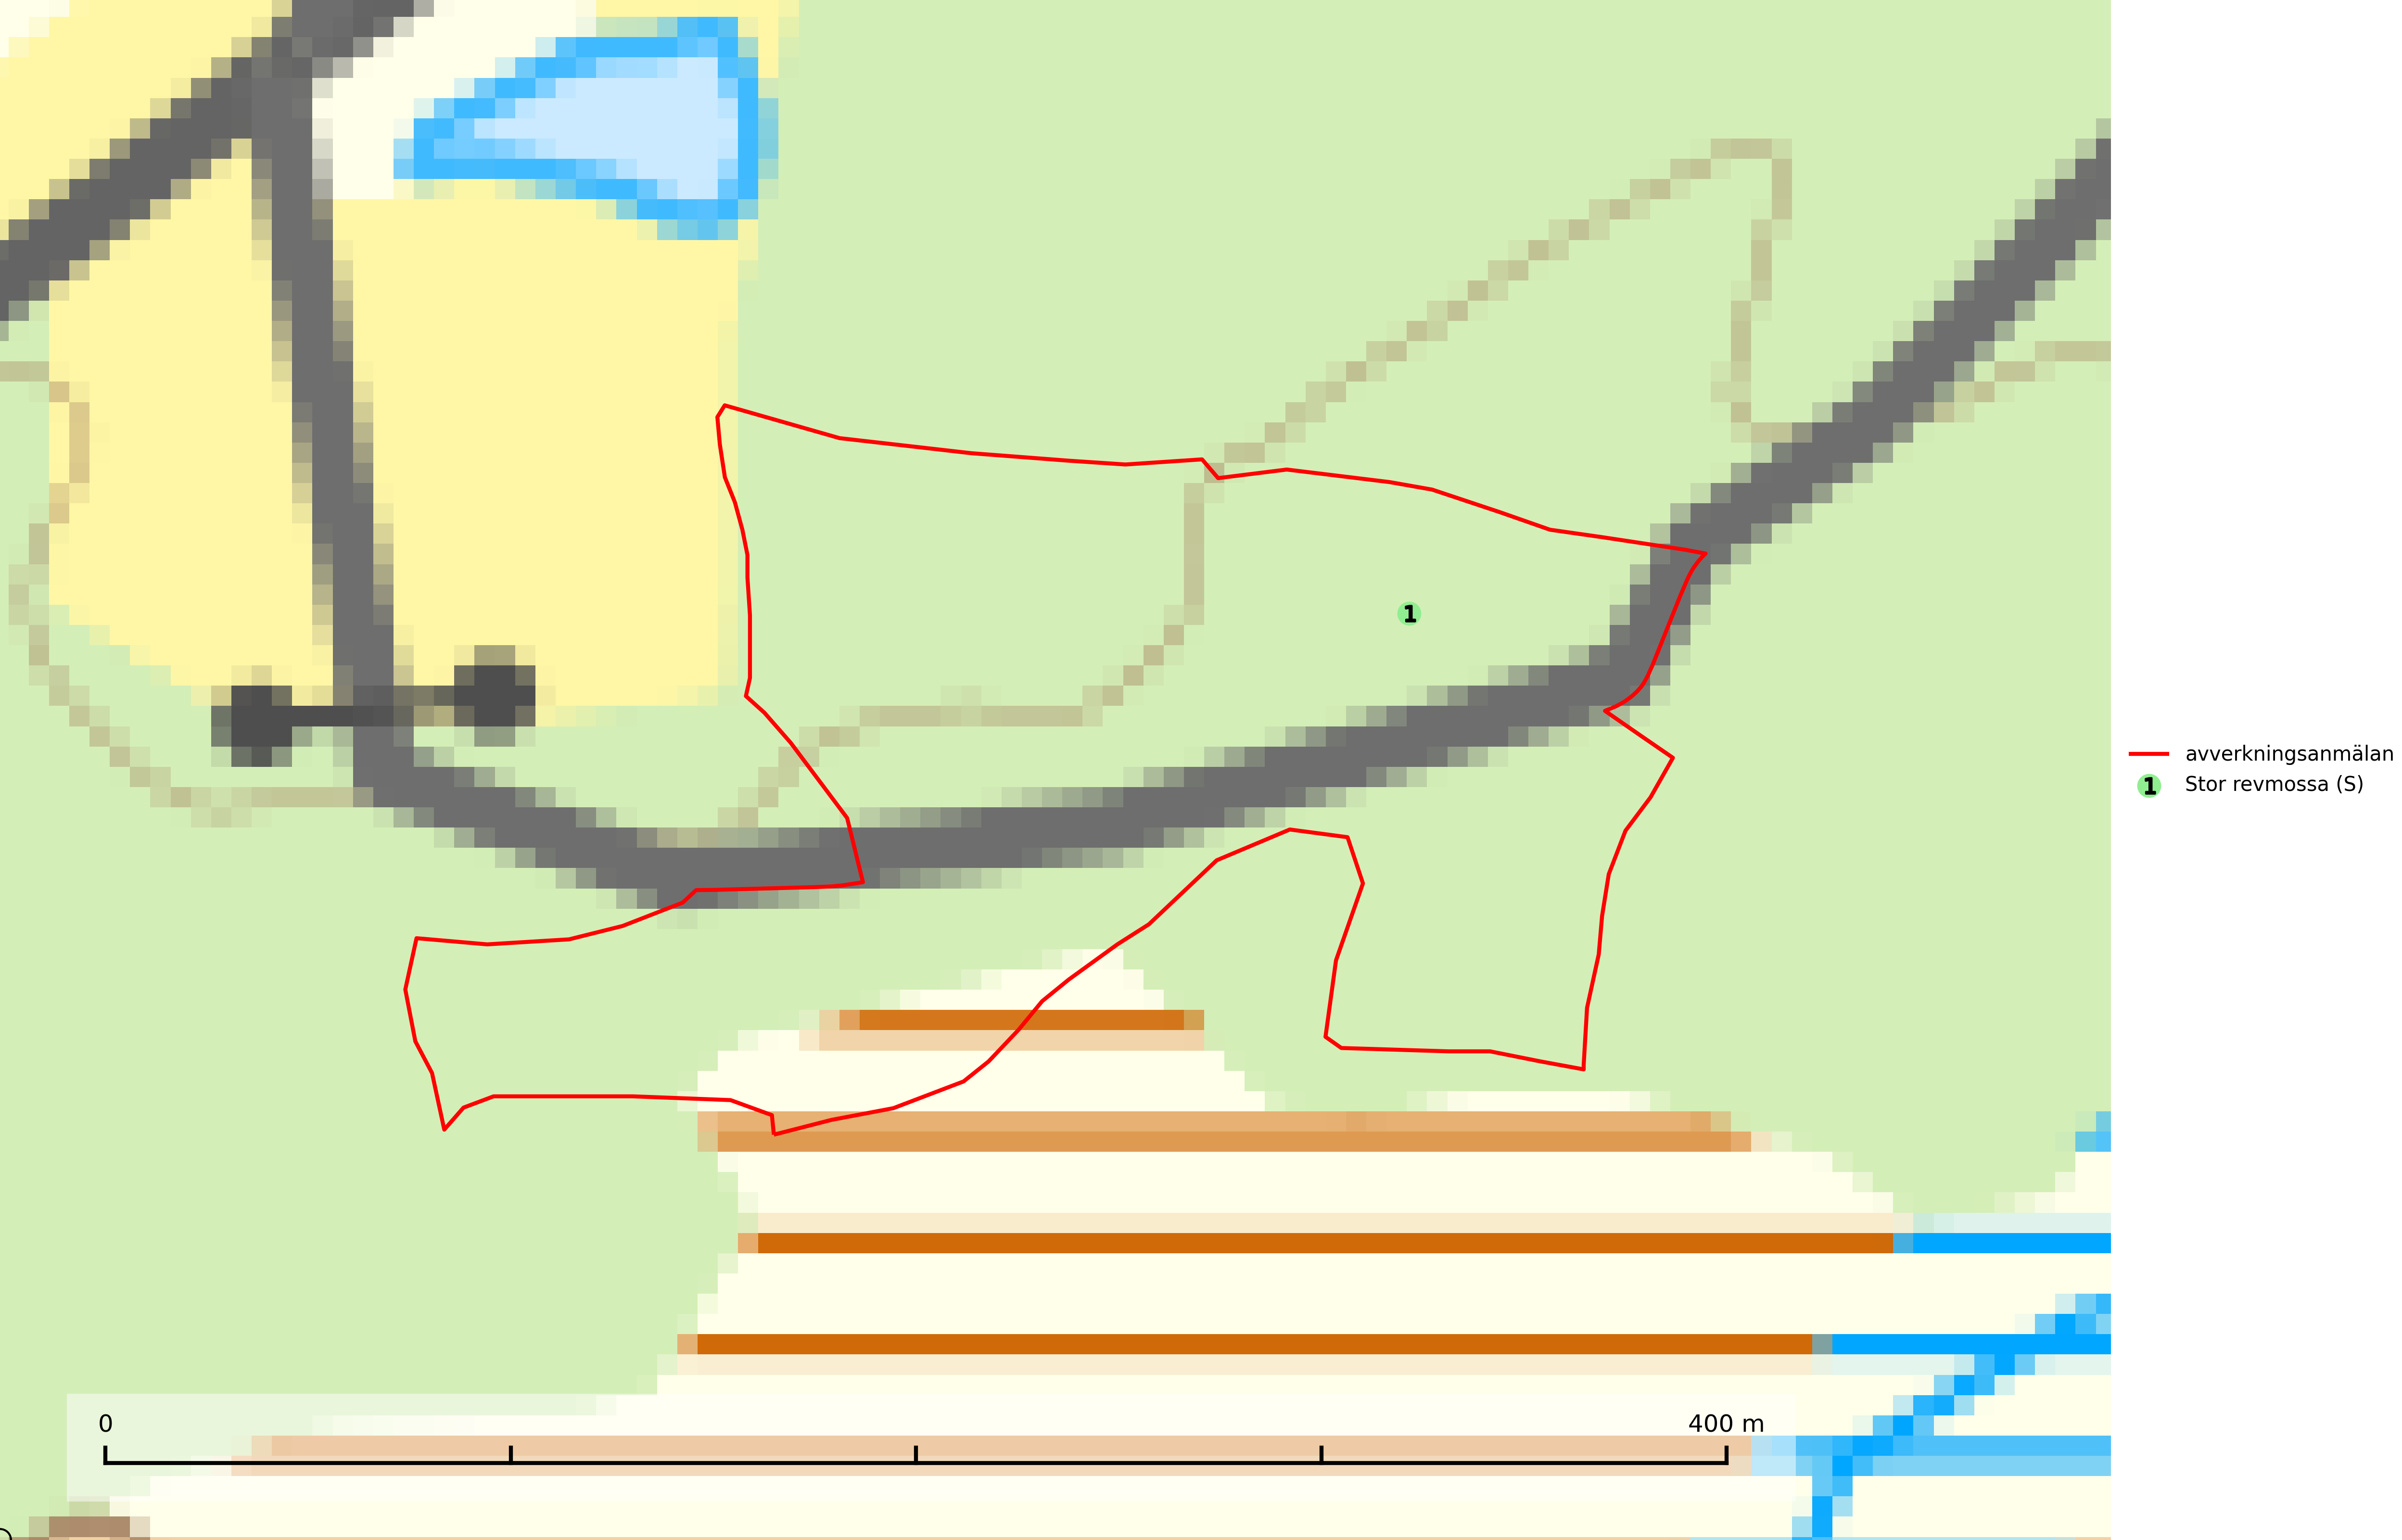 1
avverkningsanmälan
1 Stor revmossa (S)
0 400 m